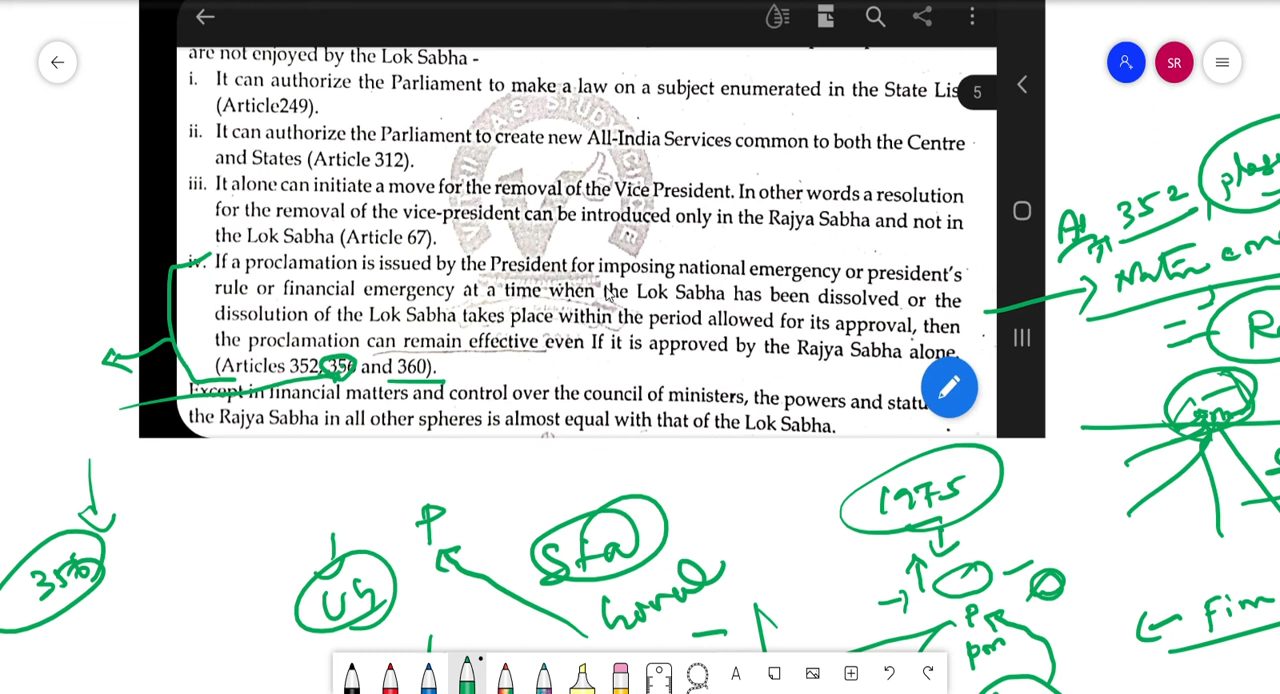 are not enjoyed by the Lok Sabha -
i. It can authorize the Parliament to make a law on a subject enumerated in the State Lis
(Article249).
ii. It can authorize the Parliament to create new All-India Services common to both the Centre
and States (Article 312).
iii. It alone can initiate a move for the removal of the Vice President. In other words a resolution
for the removal of the vice-president can be introduced only in the Rajya Sabha and not in
the Lok Sabha (Article 67).
iv. If a proclamation is issued by the President for imposing national emergency or president's
rule or financial emergency at a time when the Lok Sabha has been dissolved or the
dissolution of the Lok Sabha takes place within the period allowed for its approval, then
the proclamation can remain effective even If it is approved by the Rajya Sabha alone.
(Articles 352, 356 and 360).
Except in financial matters and control over the council of ministers, the powers and statu
the Rajya Sabha in all other spheres is almost equal with that of the Lok Sabha.
5
SR
352
1975
P
US
356
P
pm
Fin
A